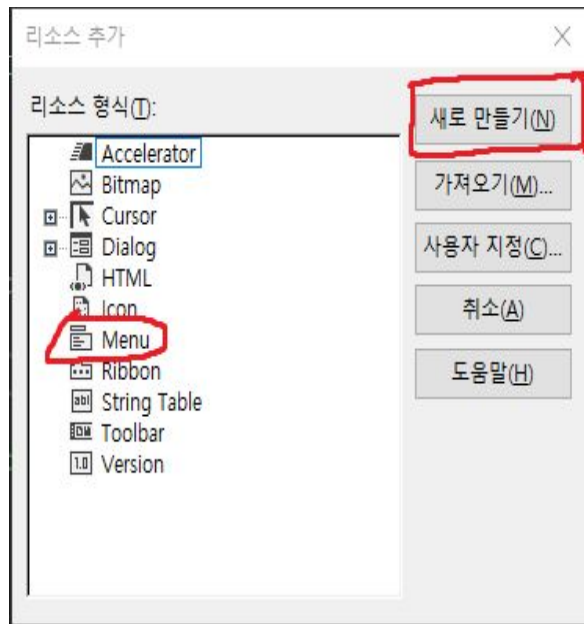 리소스 추가
리소스 형식(T):
새로 만들기(N)
Accelerator
Bitmap
가져오기(M)...
Cursor
Dialog
사용자 지정(C)...
HTML
Icon
취소(A)
Menu
Ribbon
도움말(H)
String Table
Toolbar
Version